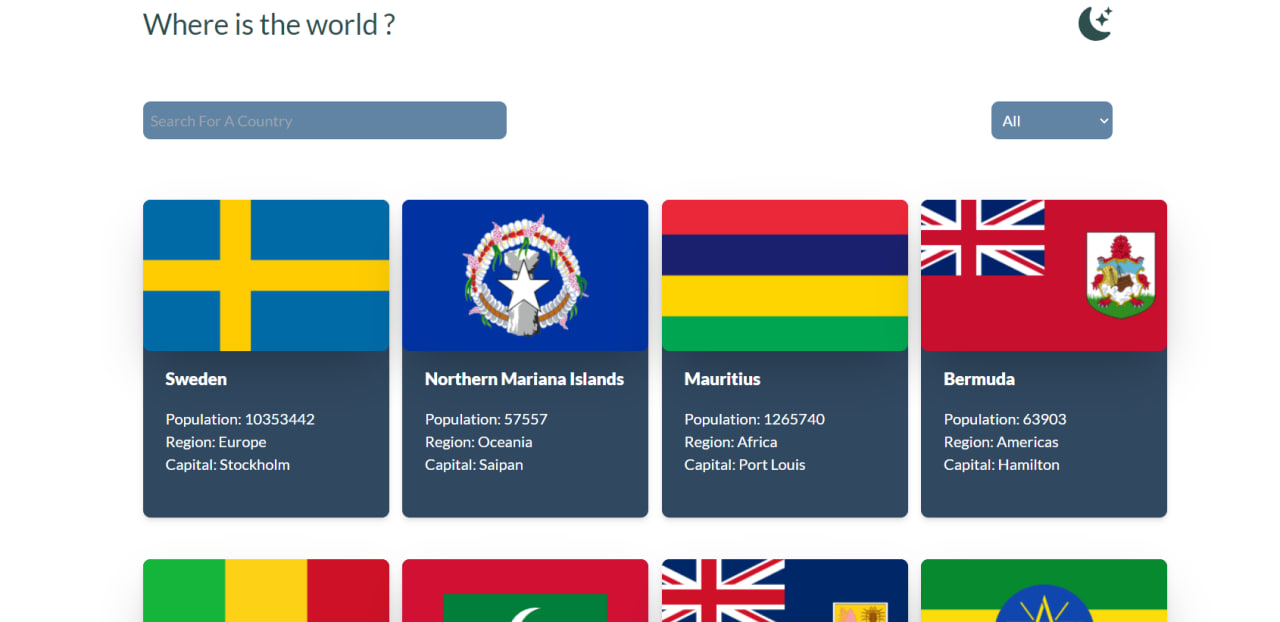 Where is the world ?
Search For A Country
All
Sweden
Population: 10353442
Region: Europe
Capital: Stockholm
Northern Mariana Islands
Population: 57557
Region: Oceania
Capital: Saipan
Mauritius
Population: 1265740
Region: Africa
Capital: Port Louis
Bermuda
Population: 63903
Region: Americas
Capital: Hamilton